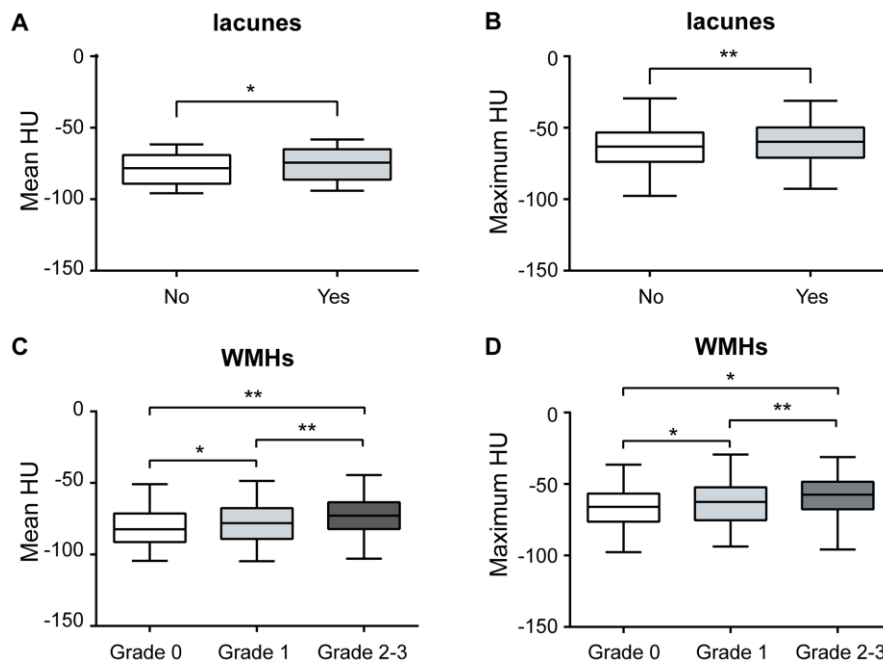 A
lacunes
Mean HU
0
-50
-100
-150
*
No
Yes
B
lacunes
Maximum HU
0
-50
-100
-150
**
No
Yes
C
WMHs
Mean HU
0
-50
-100
-150
**
*
**
Grade 0
Grade 1
Grade 2-3
D
WMHs
Maximum HU
0
-50
-100
-150
*
*
**
Grade 0
Grade 1
Grade 2-3